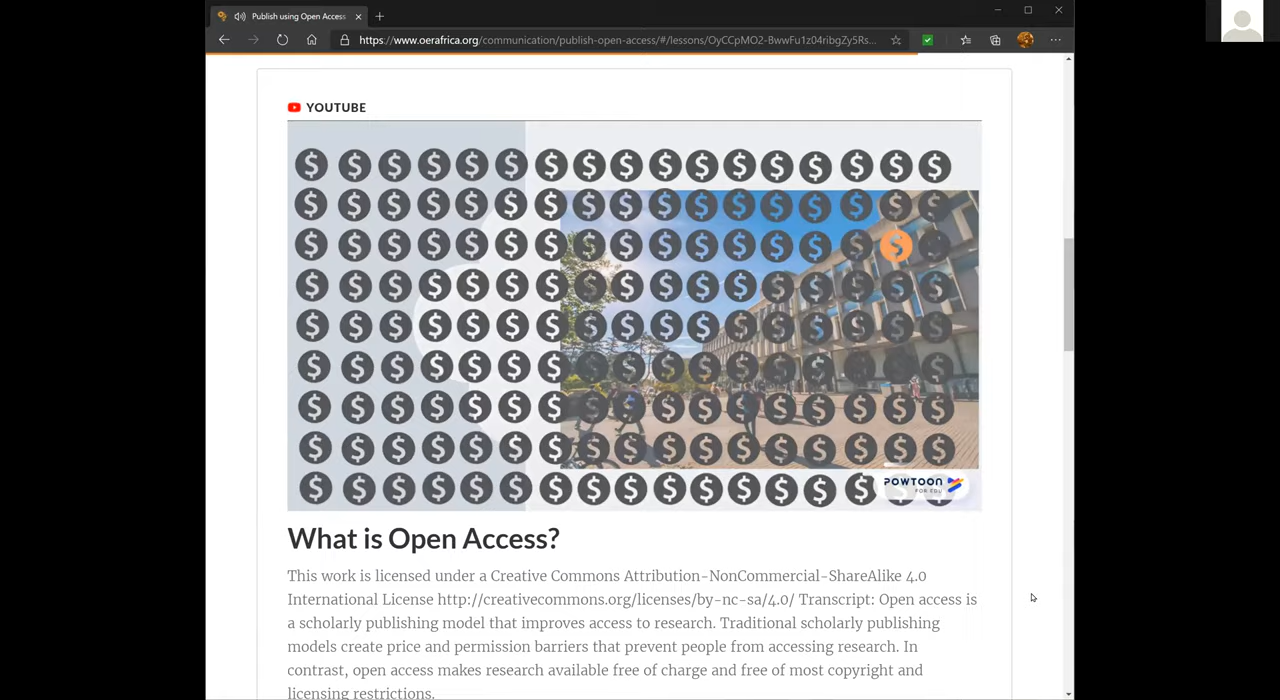 Publish using Open Access
https://www.oerafrica.org/communication/publish-open-access/#/lessons/OyCCpMO2-BwwFu1z04ribgZy5Rs...
YOUTUBE
$ $ $ $ $ $ $ $ $ $ $ $ $ $ $ $ $
$ $ $ $ $ $ $ $ $ $ $ $ $ $ $ $ $
$ $ $ $ $ $ $ $ $ $ $ $ $ $ $ $ $
$ $ $ $ $ $ $ $ $ $ $ $ $ $ $ $ $
$ $ $ $ $ $ $ $ $ $ $ $ $ $ $ $ $
$ $ $ $ $ $ $ $ $ $ $ $ $ $ $ $ $
$ $ $ $ $ $ $ $ $ $ $ $ $ $ $ $ $
$ $ $ $ $ $ $ $ $ $ $ $ $ $ $ $ $
$ $ $ $ $ $ $ $ $ $ $ $ $ $ $ $ $
POWTOON
FOR EDU
What is Open Access?
This work is licensed under a Creative Commons Attribution-NonCommercial-ShareAlike 4.0
International License http://creativecommons.org/licenses/by-nc-sa/4.0/ Transcript: Open access is
a scholarly publishing model that improves access to research. Traditional scholarly publishing
models create price and permission barriers that prevent people from accessing research. In
contrast, open access makes research available free of charge and free of most copyright and
licensing restrictions.